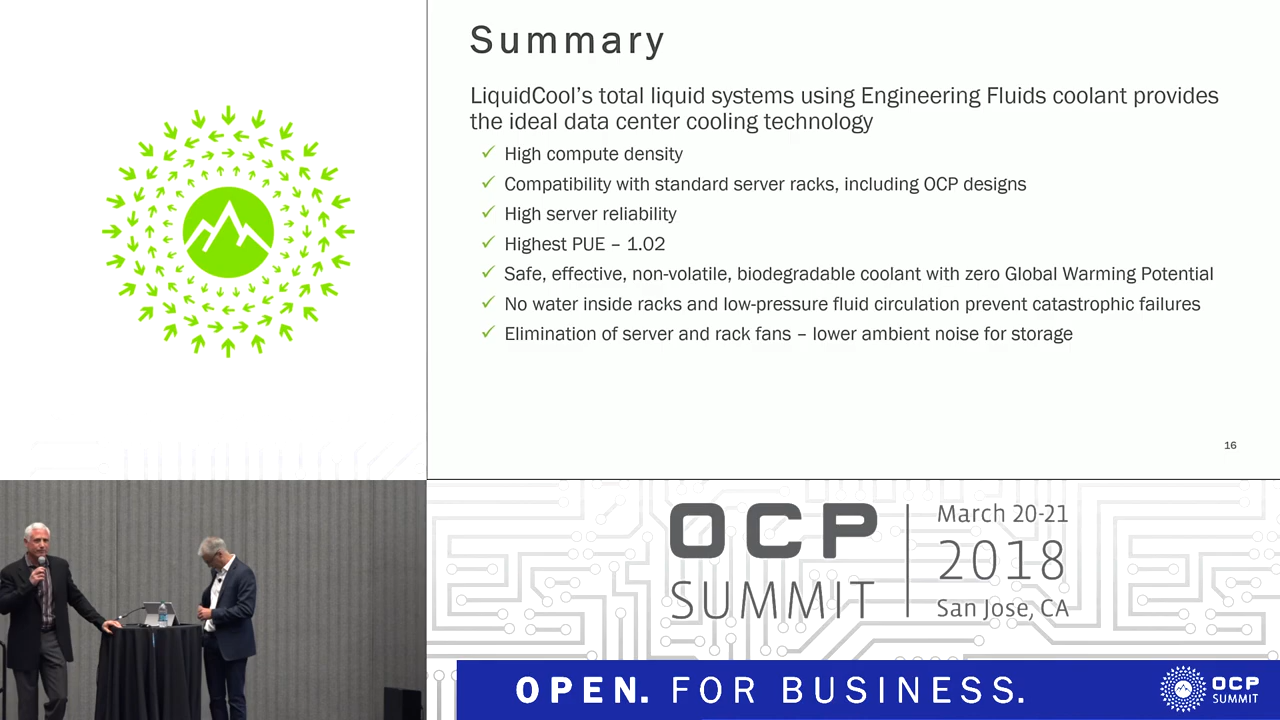 Summary
LiquidCool's total liquid systems using Engineering Fluids coolant provides
the ideal data center cooling technology
✓ High compute density
✓ Compatibility with standard server racks, including OCP designs
✓ High server reliability
✓ Highest PUE – 1.02
✓ Safe, effective, non-volatile, biodegradable coolant with zero Global Warming Potential
✓ No water inside racks and low-pressure fluid circulation prevent catastrophic failures
✓ Elimination of server and rack fans – lower ambient noise for storage
16
OCP
SUMMIT
March 20-21
2018
San Jose, CA
OPEN. FOR BUSINESS.
OCP
SUMMIT